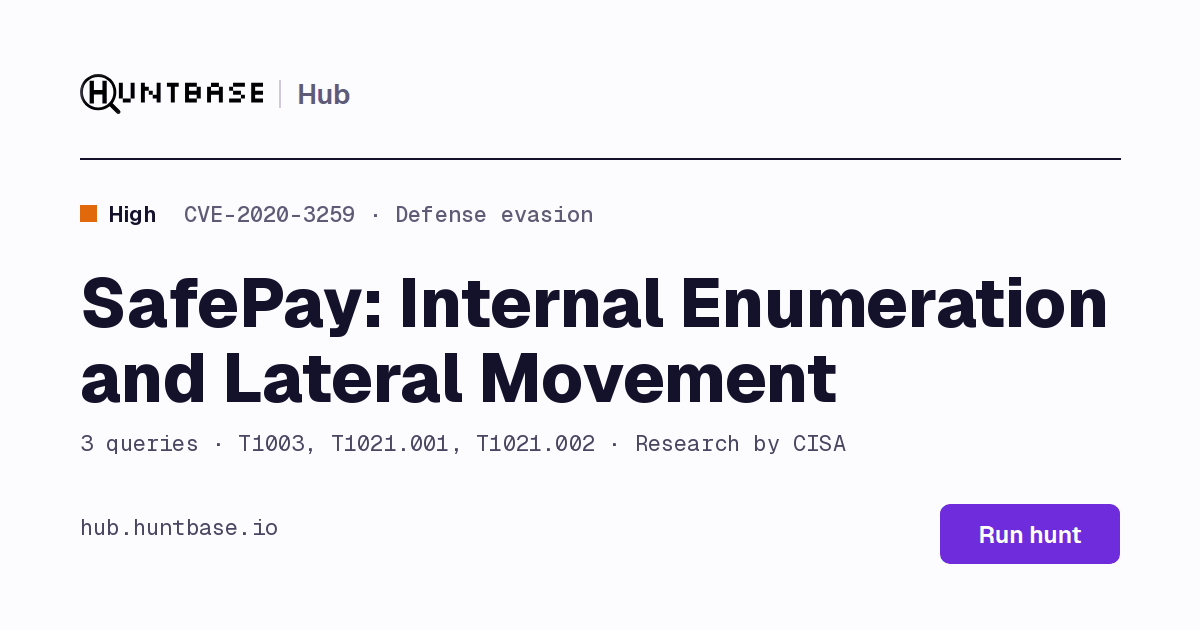 HUNTBASE | Hub
High CVE-2020-3259 · Defense evasion
SafePay: Internal Enumeration
and Lateral Movement
3 queries · T1003, T1021.001, T1021.002 · Research by CISA
hub.huntbase.io
Run hunt